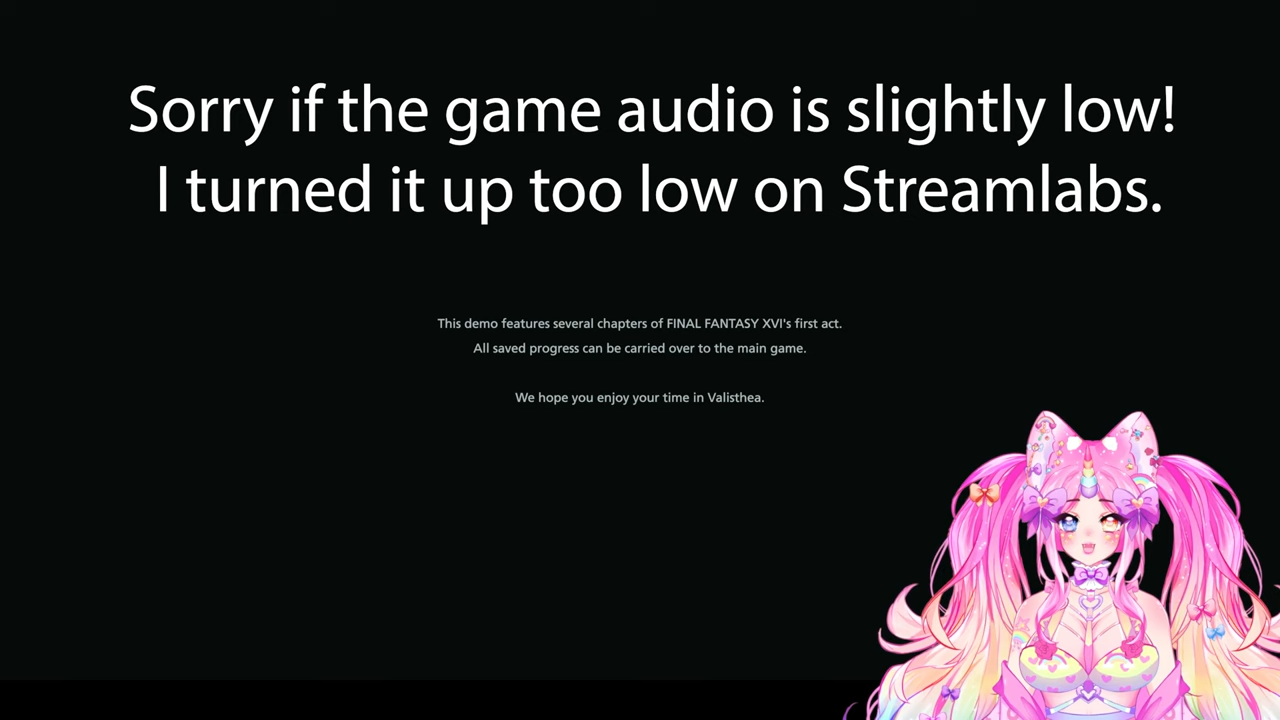 Sorry if the game audio is slightly low!
I turned it up too low on Streamlabs.
This demo features several chapters of FINAL FANTASY XVI's first act.
All saved progress can be carried over to the main game.
We hope you enjoy your time in Valisthea.